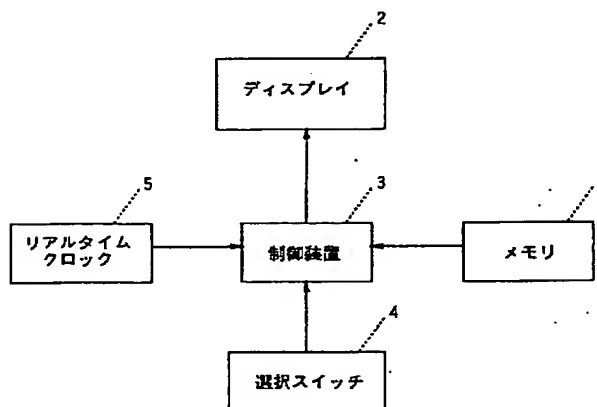 2
ディスプレイ
5
リアルタイム
クロック
3
制御装置
メモリ
4
選択スイッチ